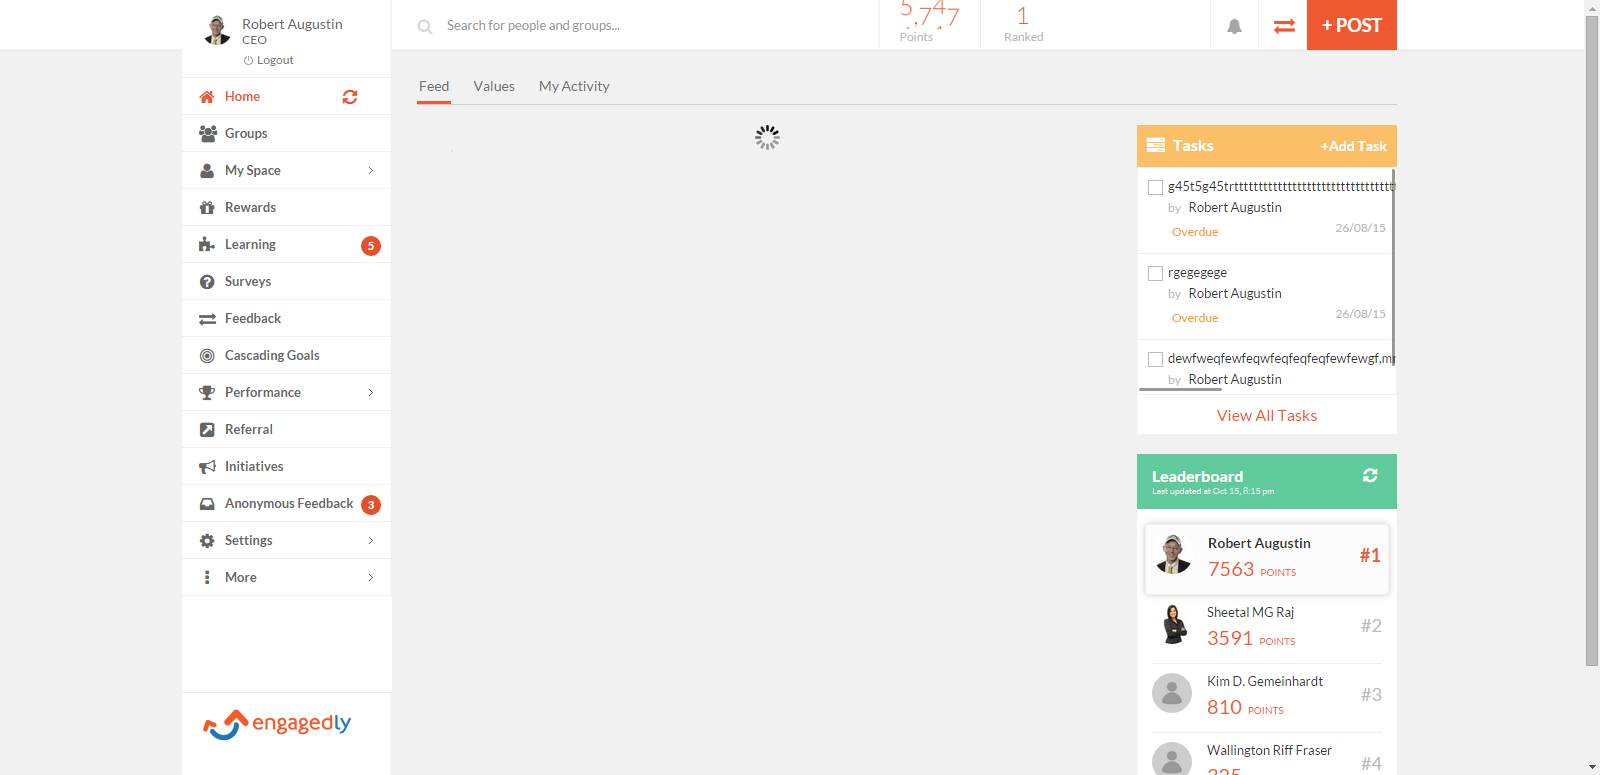 Robert Augustin
CEO
Logout
Home
Groups
My Space
Rewards
Learning 5
Surveys
Feedback
Cascading Goals
Performance
Referral
Initiatives
Anonymous Feedback 3
Settings
More
engagedly
Search for people and groups...
Points
1
Ranked
+ POST
Feed Values My Activity
Tasks +Add Task
g45t5g45trtttttttttttttttttttttttttttttttttt
by Robert Augustin
Overdue 26/08/15
rgegegege
by Robert Augustin
Overdue 26/08/15
dewfweqfewfeqwfeqfeqfeqfewfewgf,mr
by Robert Augustin
View All Tasks
Leaderboard
Last updated at Oct 15, 8:15 pm
Robert Augustin
7563 POINTS #1
Sheetal MG Raj
3591 POINTS #2
Kim D. Gemeinhardt
810 POINTS #3
Wallington Riff Fraser
#4